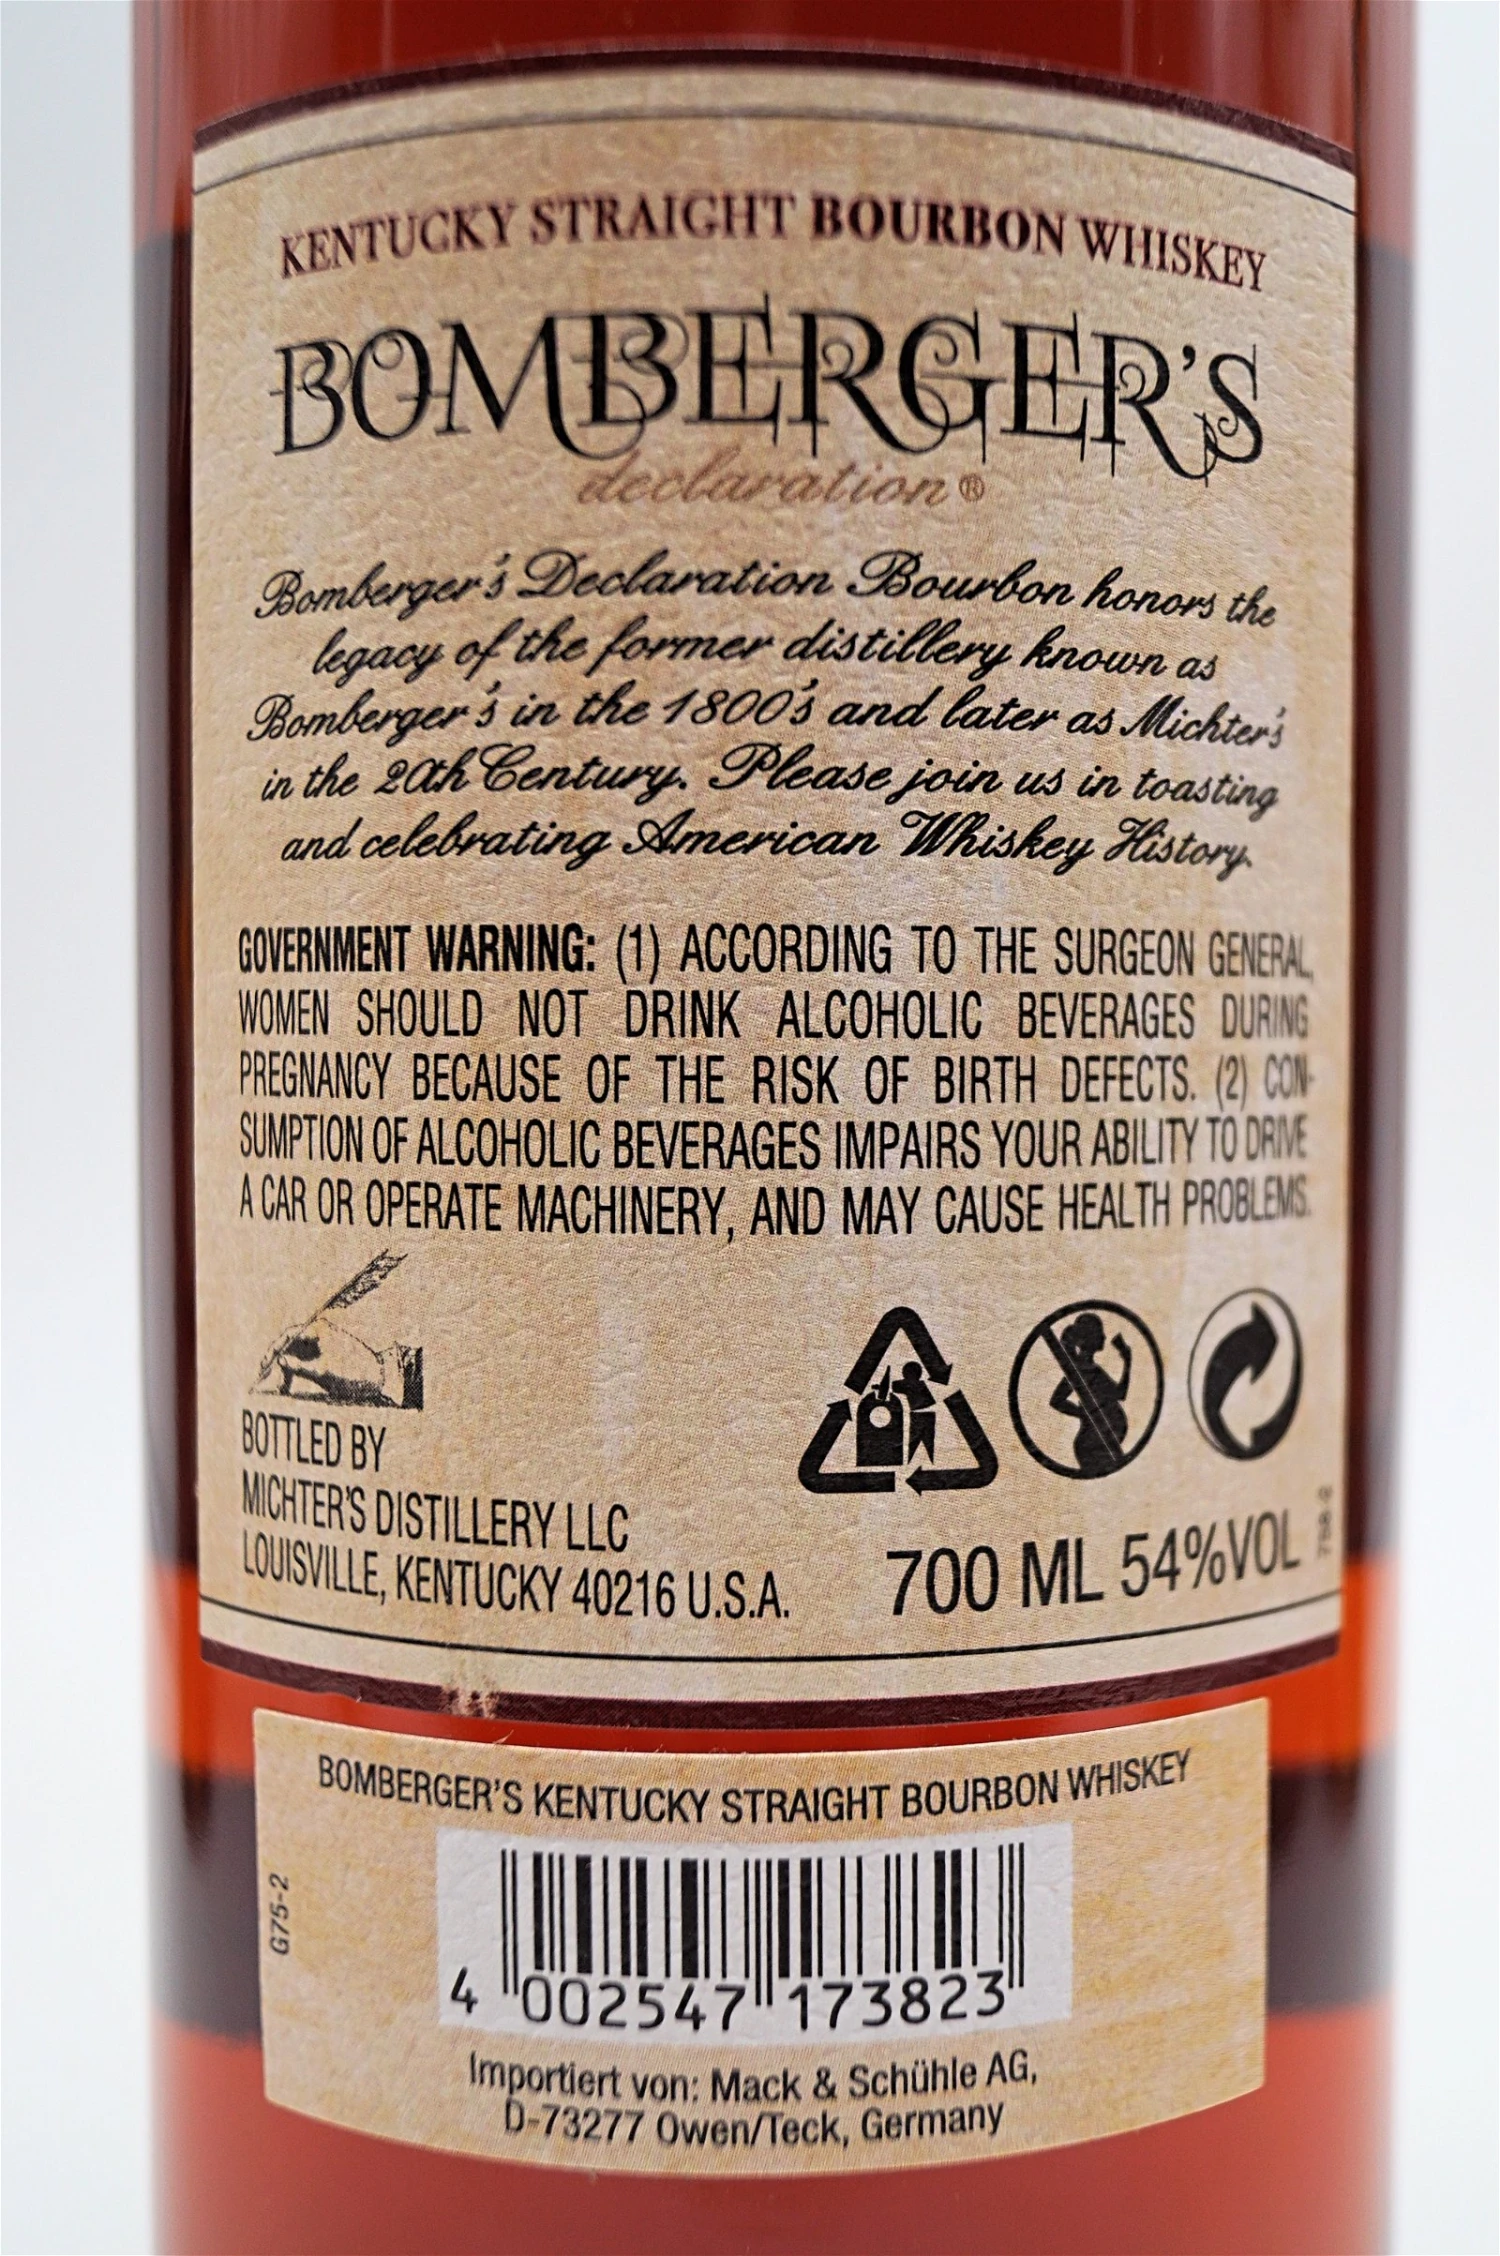 KENTUCKY STRAIGHT BOURBON WHISKEY
BOMBERGER'S
declaration®
Bomberger's Declaration Bourbon honors the
legacy of the former distillery known as
Bomberger's in the 1800's and later as Michter's
in the 20th Century. Please join us in toasting
and celebrating American Whiskey History.
GOVERNMENT WARNING: (1) ACCORDING TO THE SURGEON GENERAL,
WOMEN SHOULD NOT DRINK ALCOHOLIC BEVERAGES DURING
PREGNANCY BECAUSE OF THE RISK OF BIRTH DEFECTS. (2) CON-
SUMPTION OF ALCOHOLIC BEVERAGES IMPAIRS YOUR ABILITY TO DRIVE
A CAR OR OPERATE MACHINERY, AND MAY CAUSE HEALTH PROBLEMS.
BOTTLED BY
MICHTER'S DISTILLERY LLC
LOUISVILLE, KENTUCKY 40216 U.S.A.
700 ML 54%VOL
BOMBERGER'S KENTUCKY STRAIGHT BOURBON WHISKEY
G75-2
4 002547 173823
Importiert von: Mack & Schühle AG,
D-73277 Owen/Teck, Germany